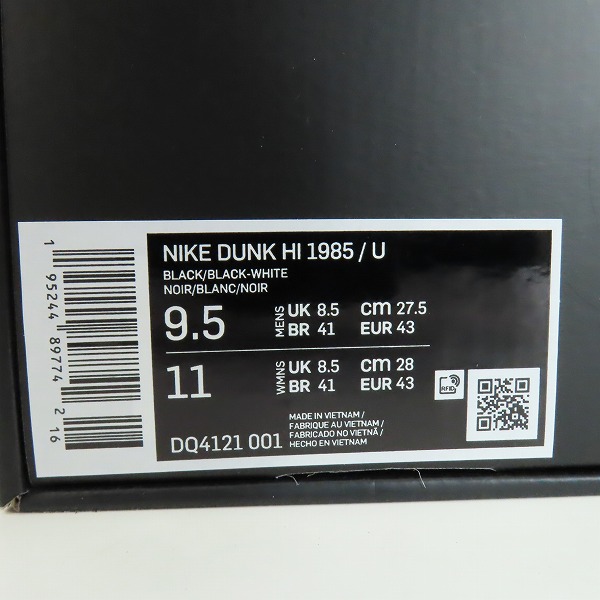 NIKE DUNK HI 1985 / U
BLACK/BLACK-WHITE
NOIR/BLANC/NOIR
9.5 MENS UK 8.5 cm 27.5
BR 41 EUR 43
11 WMNS UK 8.5 cm 28
BR 41 EUR 43
RFID
DQ4121 001
MADE IN VIETNAM /
FABRIQUE AU VIETNAM /
FABRICADO NO VIETNÃ /
HECHO EN VIETNAM
1 95244 89774 2 16